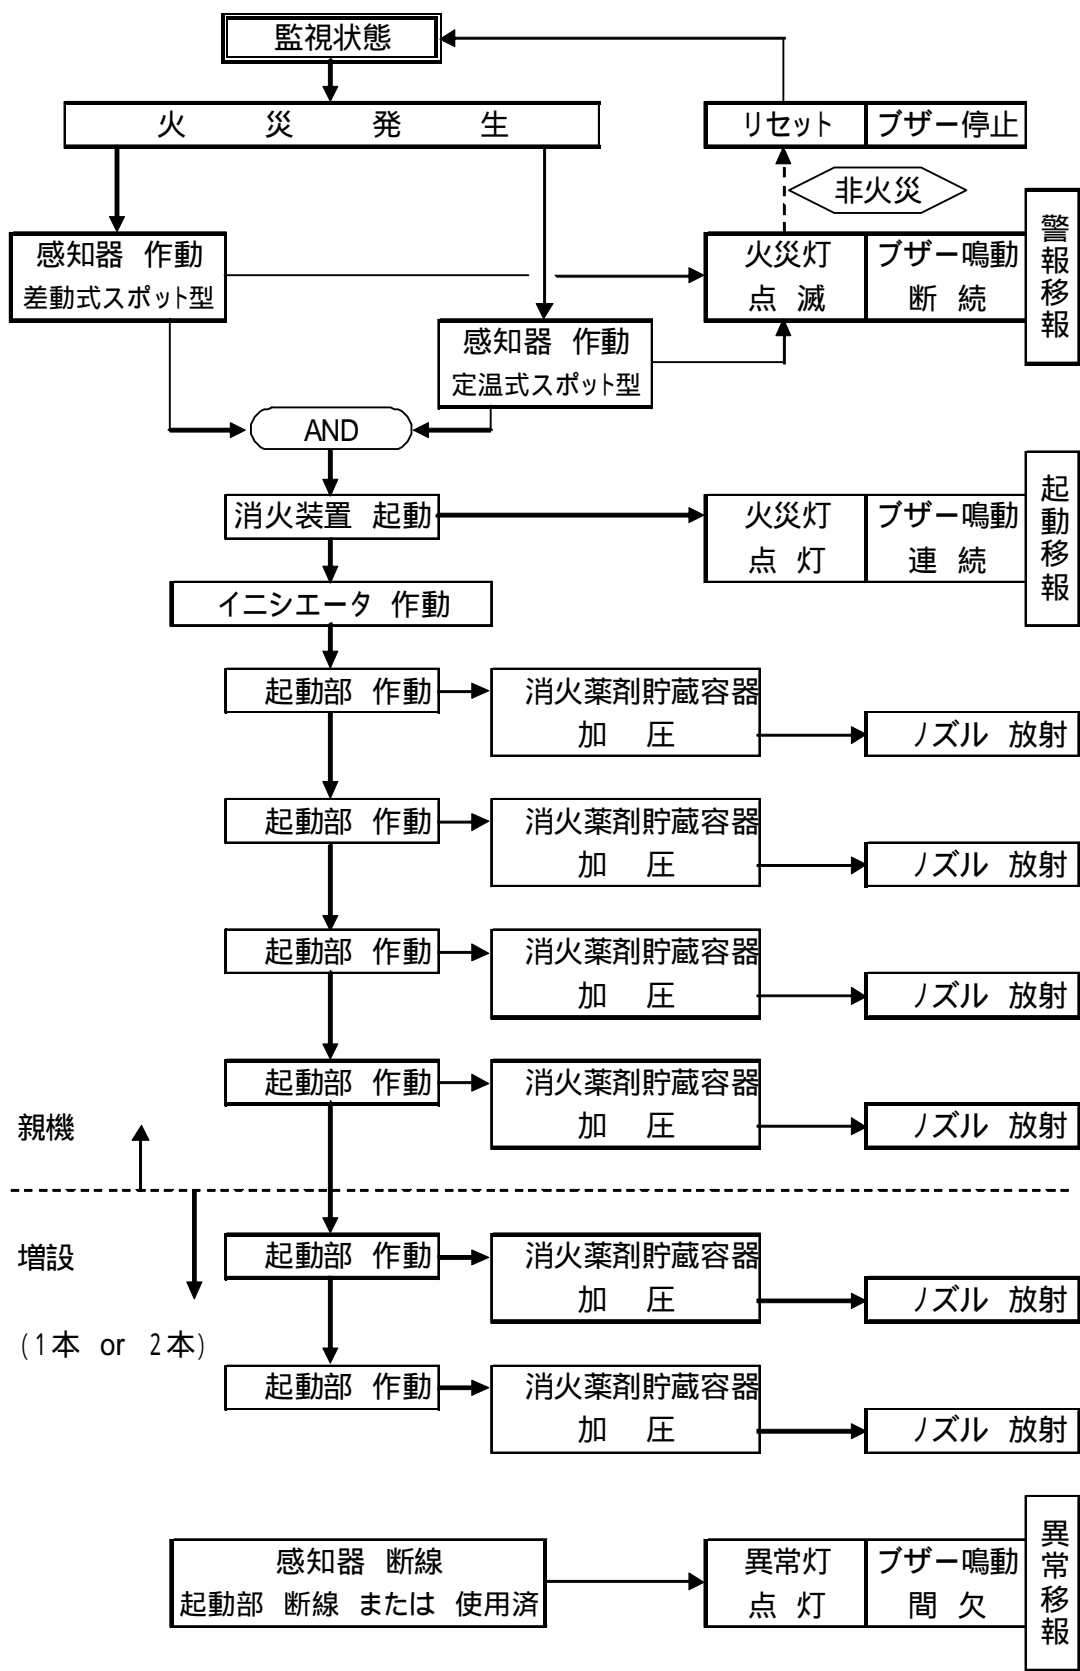 監視状態
火 災 発 生
リセット ブザー停止
非火災
感知器 作動
差動式スポット型
火災灯 ブザー鳴動
点 滅 断 続
警報移報
感知器 作動
定温式スポット型
AND
消火装置 起動
火災灯 ブザー鳴動
点 灯 連 続
起動移報
イニシエータ 作動
起動部 作動 消火薬剤貯蔵容器
加 圧 ノズル 放射
起動部 作動 消火薬剤貯蔵容器
加 圧 ノズル 放射
起動部 作動 消火薬剤貯蔵容器
加 圧 ノズル 放射
起動部 作動 消火薬剤貯蔵容器
親機 加 圧 ノズル 放射
増設 起動部 作動 消火薬剤貯蔵容器
加 圧 ノズル 放射
(1本 or 2本)
起動部 作動 消火薬剤貯蔵容器
加 圧 ノズル 放射
感知器 断線
起動部 断線 または 使用済
異常灯 ブザー鳴動
点 灯 間 欠
異常移報